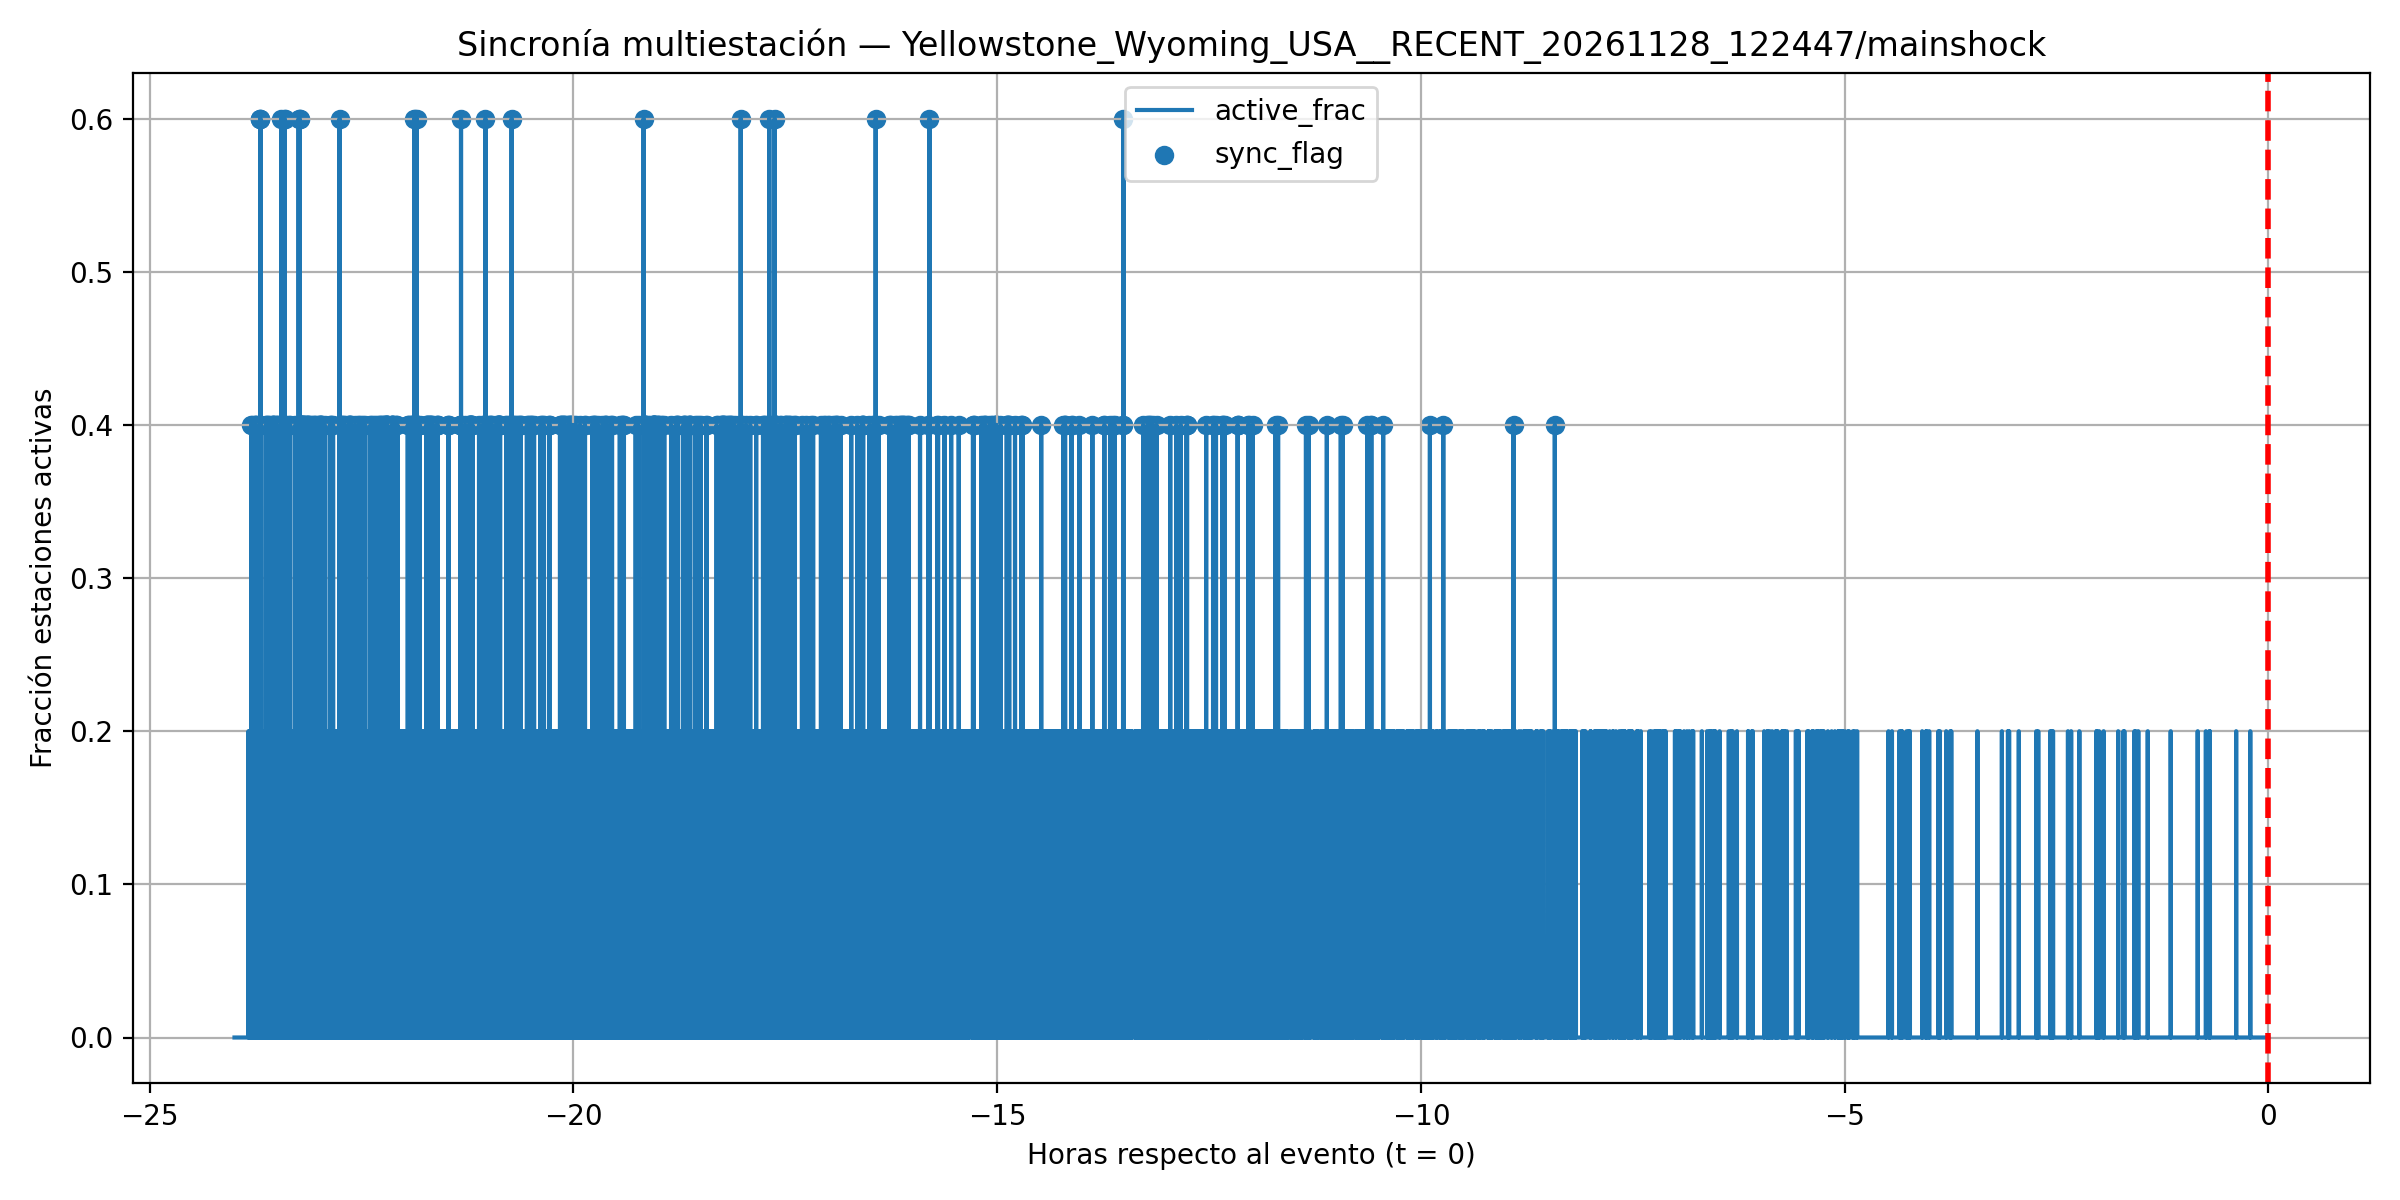 Sincronía multiestación — Yellowstone_Wyoming_USA__RECENT_20261128_122447/mainshock
active_frac
sync_flag
Fracción estaciones activas
0.6
0.5
0.4
0.3
0.2
0.1
0.0
−25
−20
−15
−10
−5
0
Horas respecto al evento (t = 0)